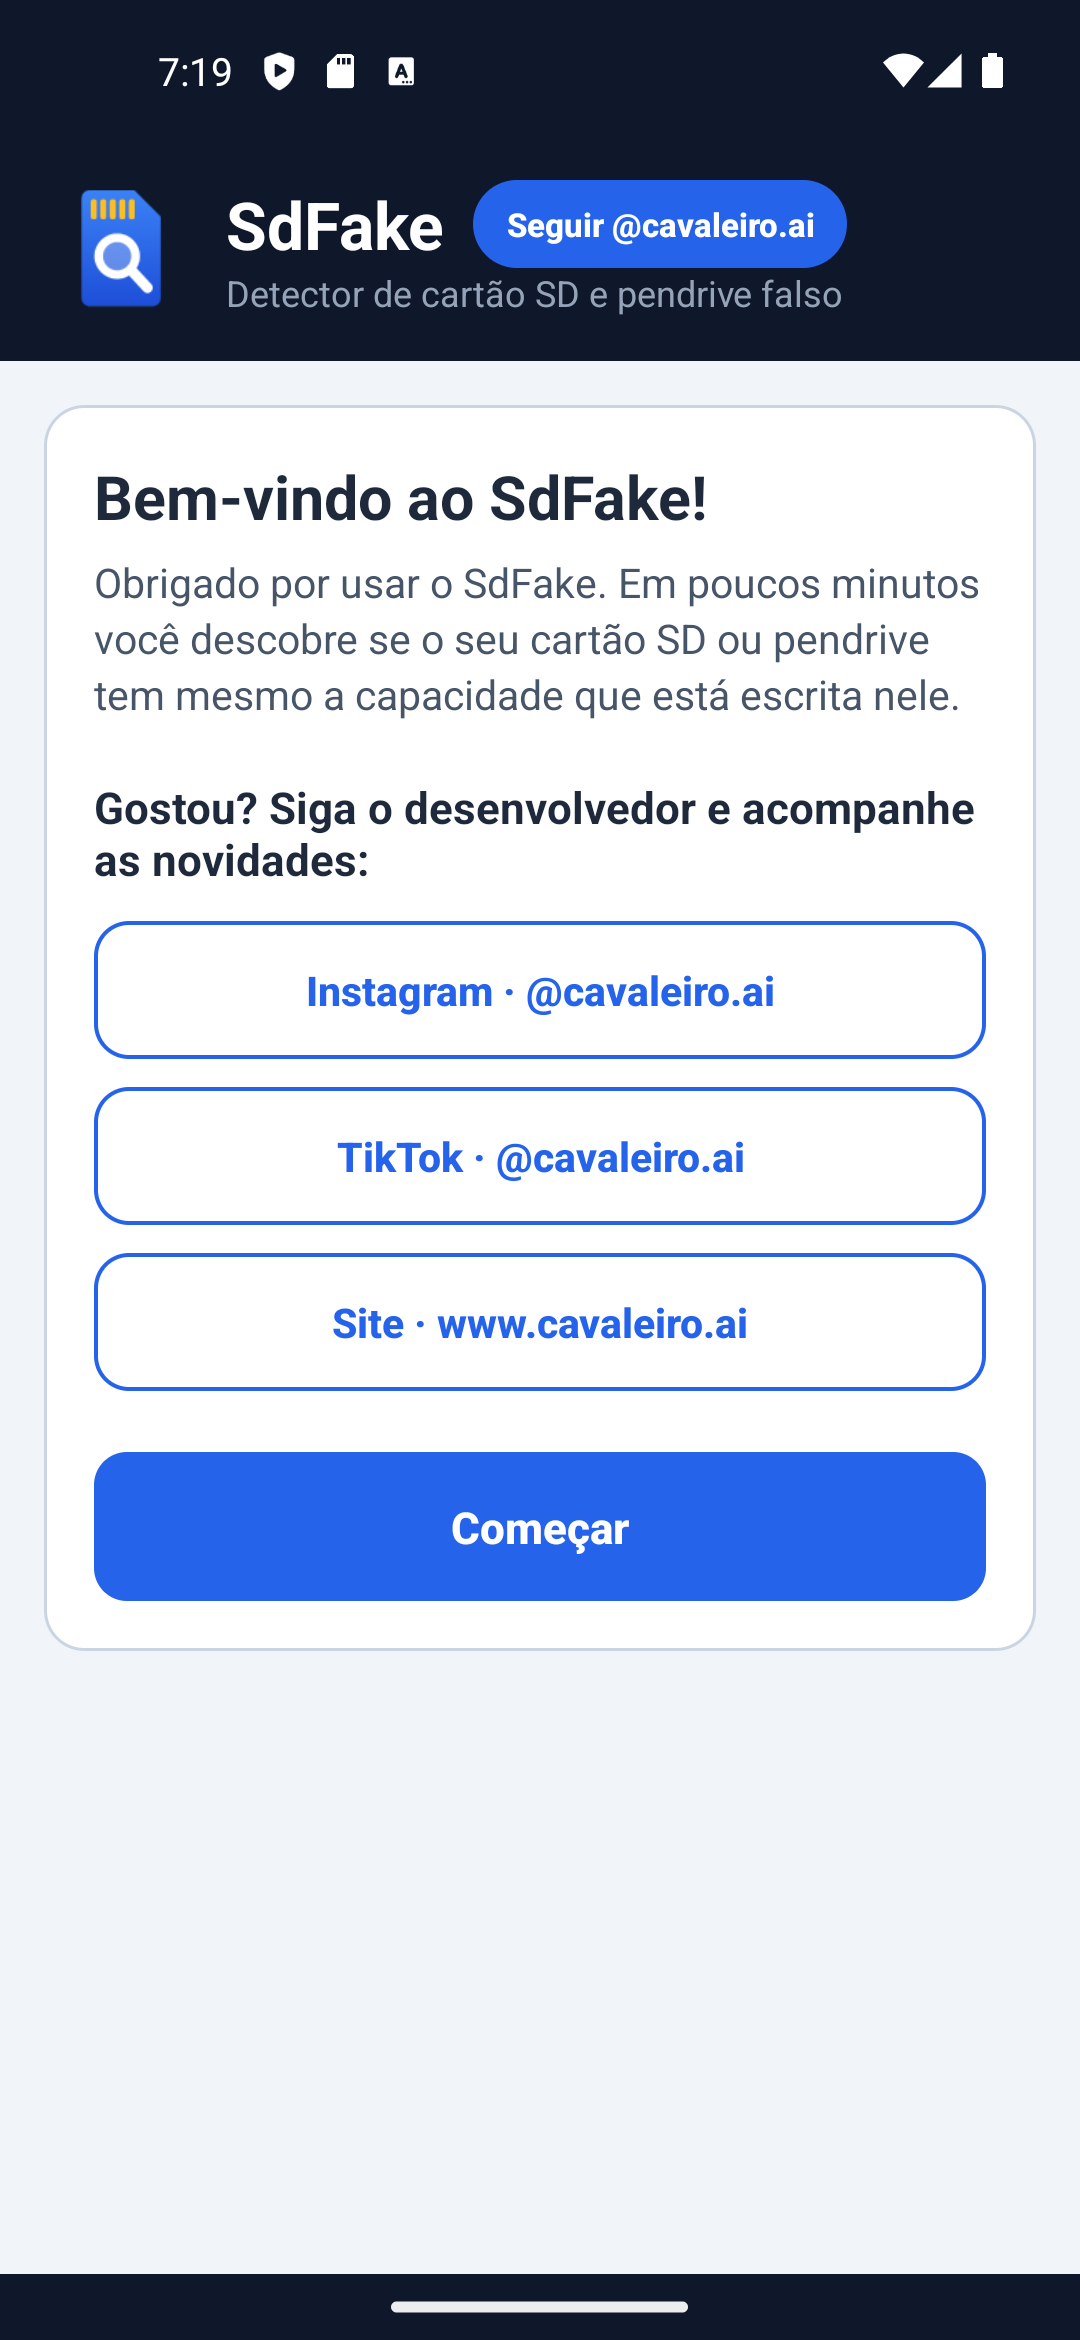 7:19
SdFake
Seguir @cavaleiro.ai
Detector de cartão SD e pendrive falso
Bem-vindo ao SdFake!
Obrigado por usar o SdFake. Em poucos minutos
você descobre se o seu cartão SD ou pendrive
tem mesmo a capacidade que está escrita nele.
Gostou? Siga o desenvolvedor e acompanhe
as novidades:
Instagram · @cavaleiro.ai
TikTok · @cavaleiro.ai
Site · www.cavaleiro.ai
Começar